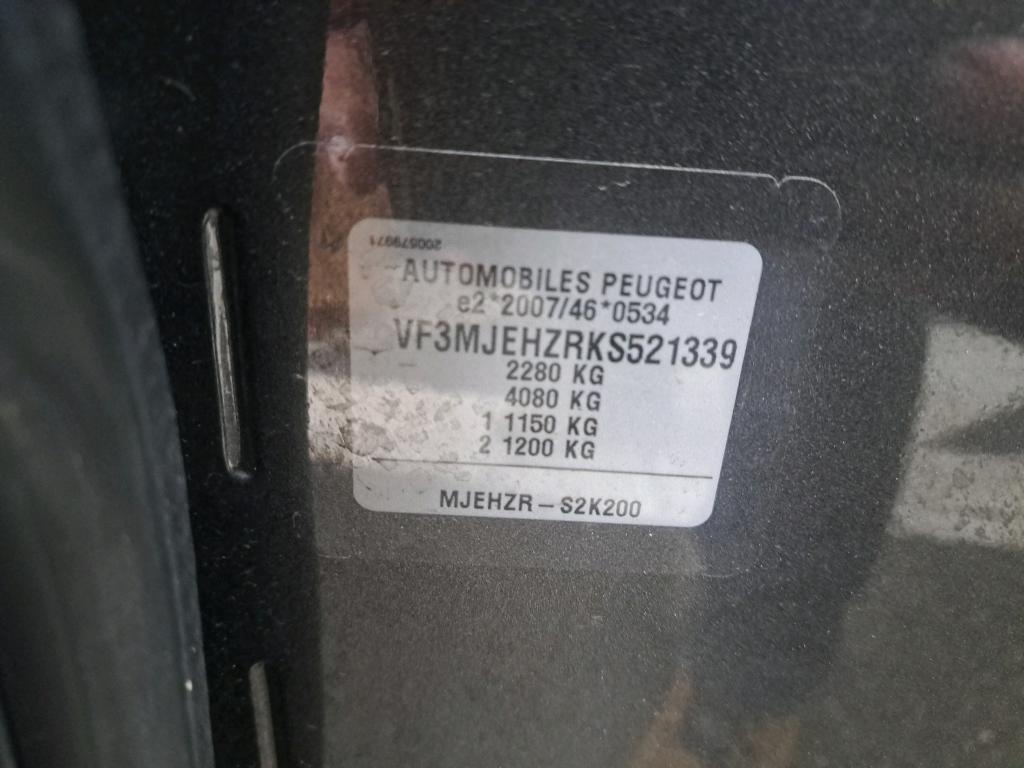 200579971
AUTOMOBILES PEUGEOT
e2*2007/46*0534
VF3MJEHZRKS521339
2280 KG
4080 KG
1 1150 KG
2 1200 KG
MJEHZR – S2K200